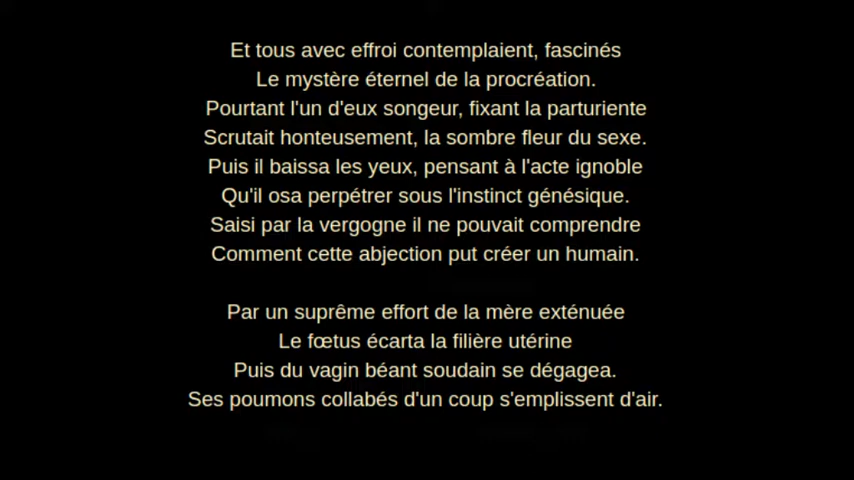 Et tous avec effroi contemplaient, fascinés
Le mystère éternel de la procréation.
Pourtant l'un d'eux songeur, fixant la parturiente
Scrutait honteusement, la sombre fleur du sexe.
Puis il baissa les yeux, pensant à l'acte ignoble
Qu'il osa perpétrer sous l'instinct génésique.
Saisi par la vergogne il ne pouvait comprendre
Comment cette abjection put créer un humain.

Par un suprême effort de la mère exténuée
Le fœtus écarta la filière utérine
Puis du vagin béant soudain se dégagea.
Ses poumons collabés d'un coup s'emplissent d'air.